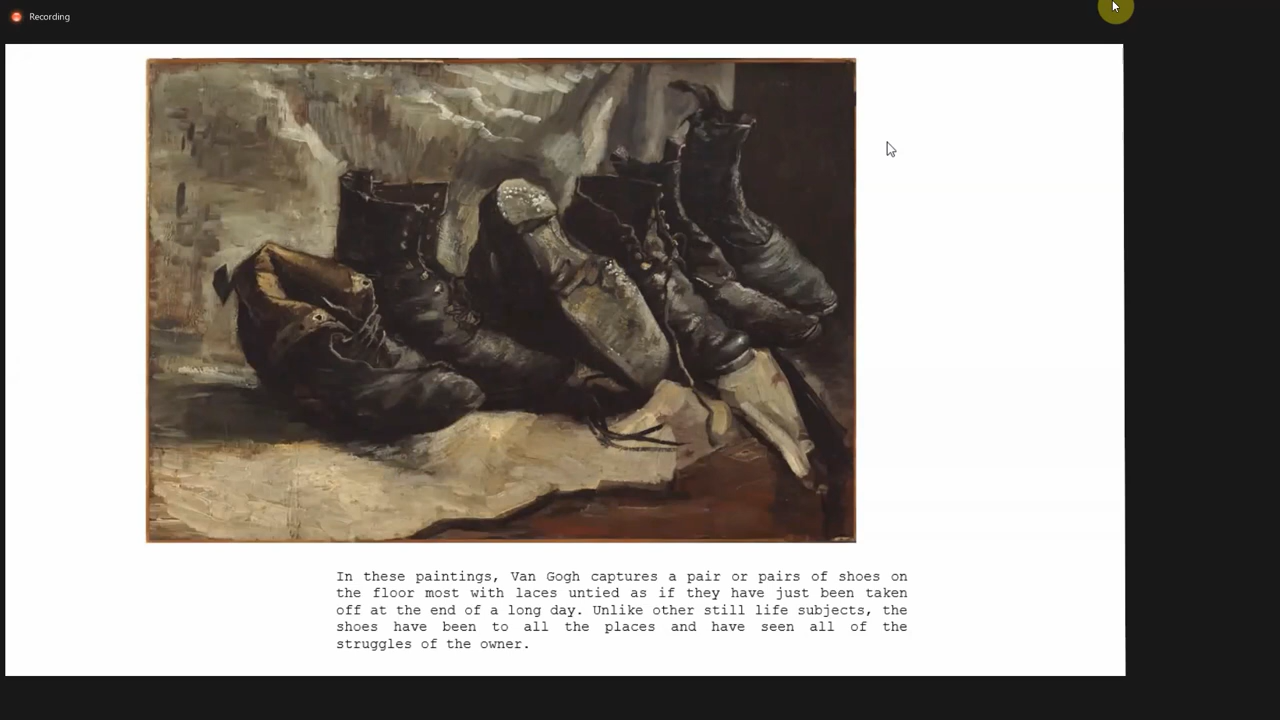 Recording
In these paintings, Van Gogh captures a pair or pairs of shoes on
the floor most with laces untied as if they have just been taken
off at the end of a long day. Unlike other still life subjects, the
shoes have been to all the places and have seen all of the
struggles of the owner.